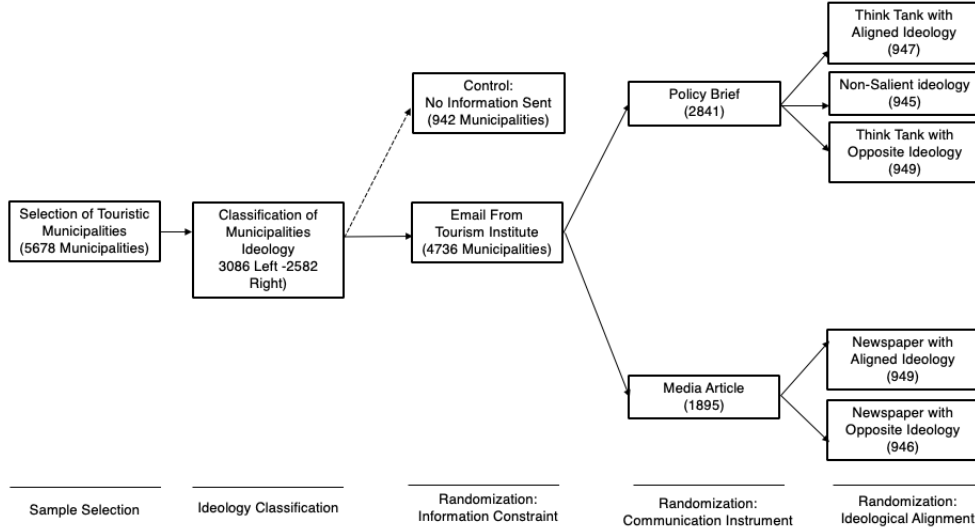 Selection of Touristic
Municipalities
(5678 Municipalities)
Classification of
Municipalities
Ideology
3086 Left -2582
Right)
Control:
No Information Sent
(942 Municipalities)
Email From
Tourism Institute
(4736 Municipalities)
Policy Brief
(2841)
Media Article
(1895)
Think Tank with
Aligned Ideology
(947)
Non-Salient ideology
(945)
Think Tank with
Opposite Ideology
(949)
Newspaper with
Aligned Ideology
(949)
Newspaper with
Opposite Ideology
(946)
Sample Selection
Ideology Classification
Randomization:
Information Constraint
Randomization:
Communication Instrument
Randomization:
Ideological Alignment